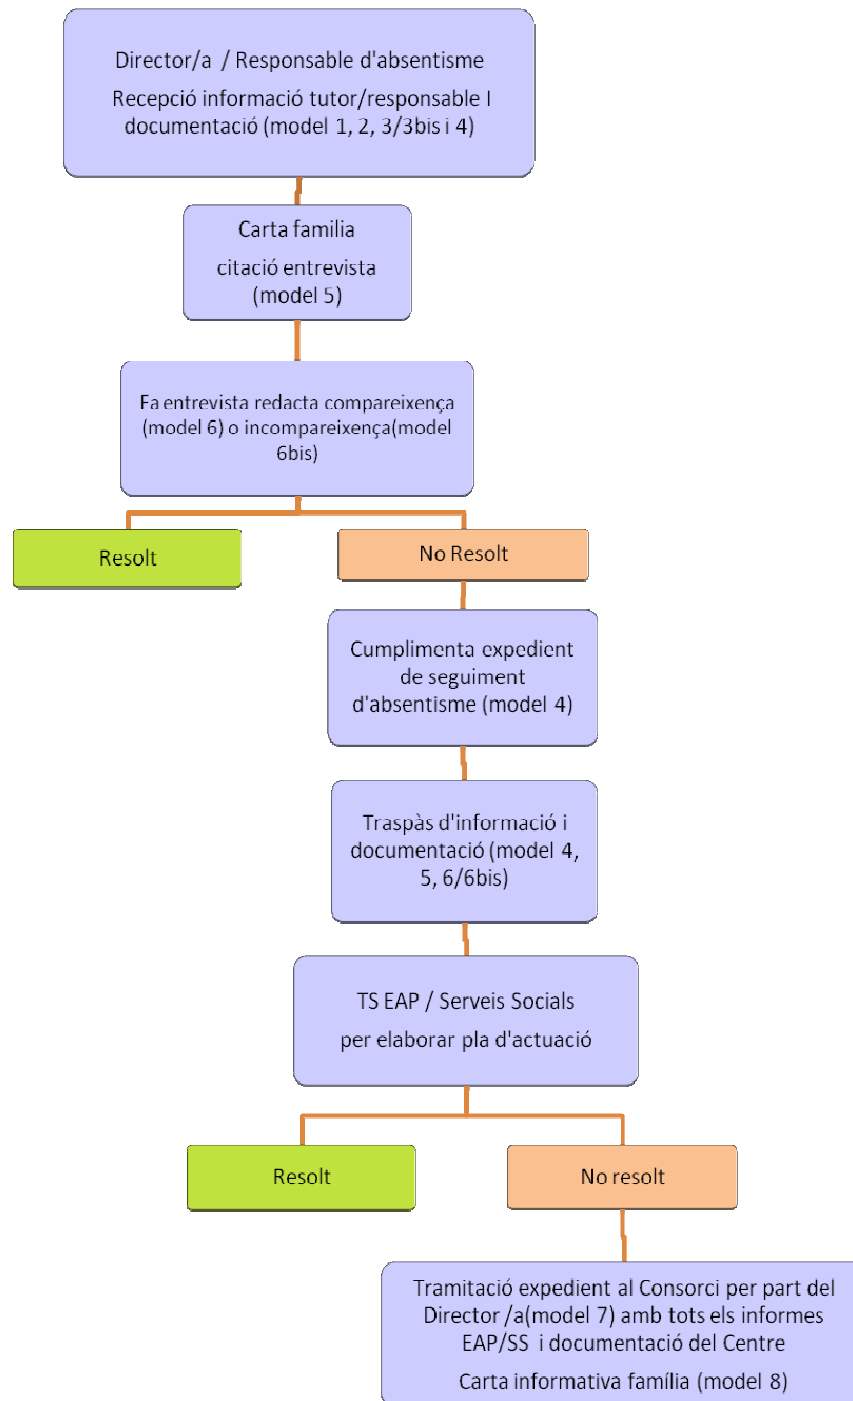 Director/a / Responsable d'absentisme
Recepció informació tutor/responsable I
documentació (model 1, 2, 3/3bis i 4)
Carta familia
citació entrevista
(model 5)
Fa entrevista redacta compareixença
(model 6) o incompareixença(model
6bis)
Resolt
No Resolt
Cumplimenta expedient
de seguiment
d'absentisme (model 4)
Traspàs d'informació i
documentació (model 4,
5, 6/6bis)
TS EAP / Serveis Socials
per elaborar pla d'actuació
Resolt
No resolt
Tramitació expedient al Consorci per part del
Director /a(model 7) amb tots els informes
EAP/SS i documentació del Centre
Carta informativa família (model 8)